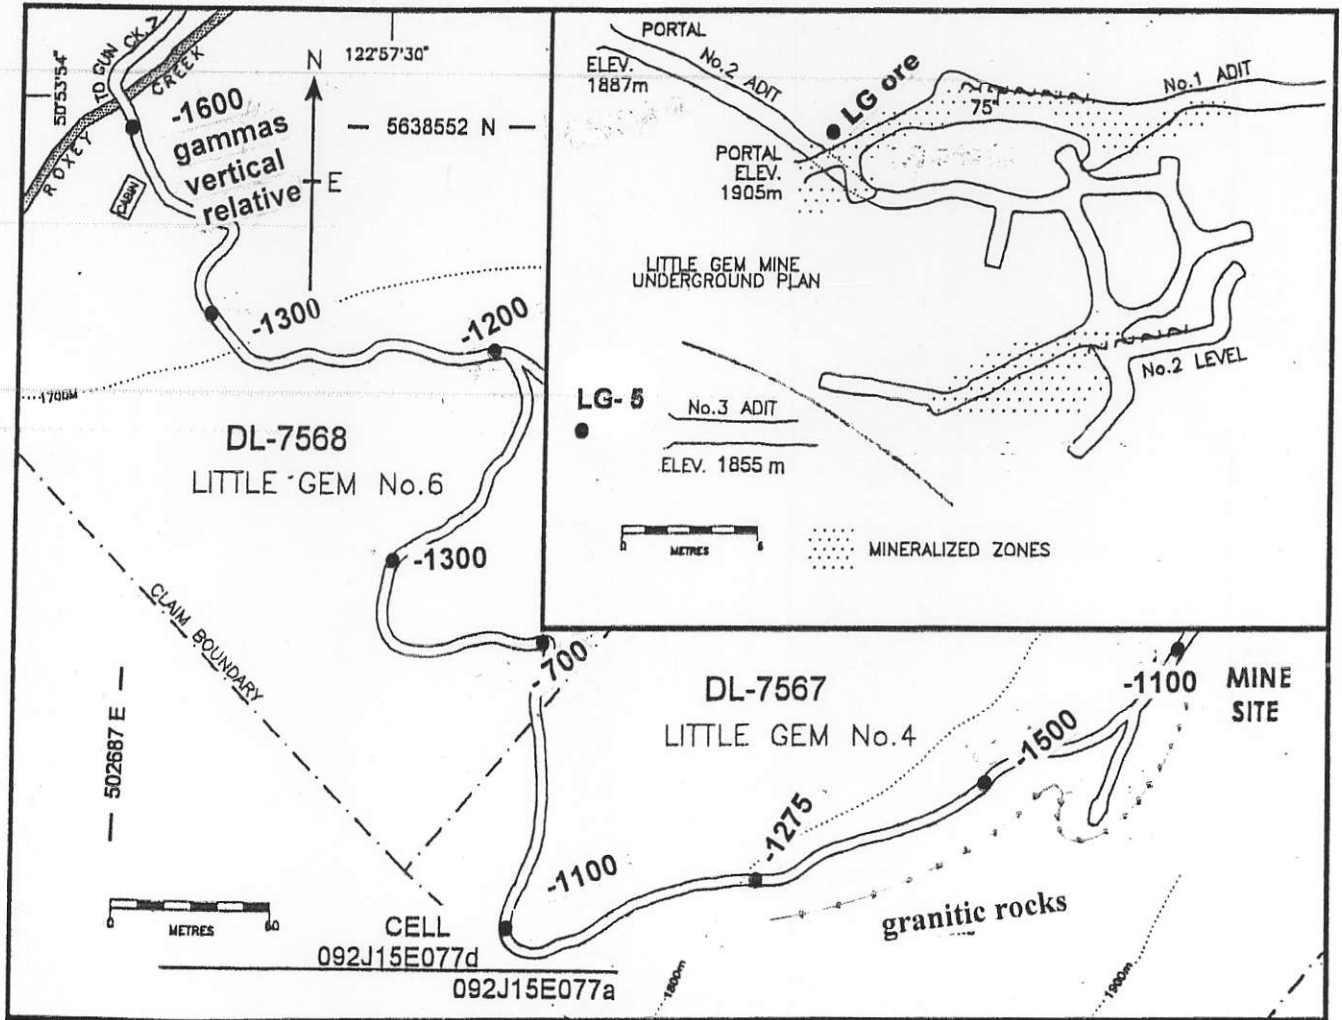 TO GUN CK. 2
50°53'54"
ROXEY CREEK
CABIN
-1600
gammas
vertical
relative
N
E
122°57'30"
5638552 N
-1300
-1200
1700M
DL-7568
LITTLE GEM No.6
-1300
CLAIM BOUNDARY
502687 E
-700
-1100
METRES
CELL
092J15E077d
092J15E077a
PORTAL
ELEV.
1887m
No.2 ADIT
LG ore
75°
No.1 ADIT
PORTAL
ELEV.
1905m
LITTLE GEM MINE
UNDERGROUND PLAN
No.2 LEVEL
LG-5
No.3 ADIT
ELEV. 1855 m
METRES
MINERALIZED ZONES
DL-7567
LITTLE GEM No.4
-1100
MINE
SITE
-1500
-1275
granitic rocks
1800m
1900m